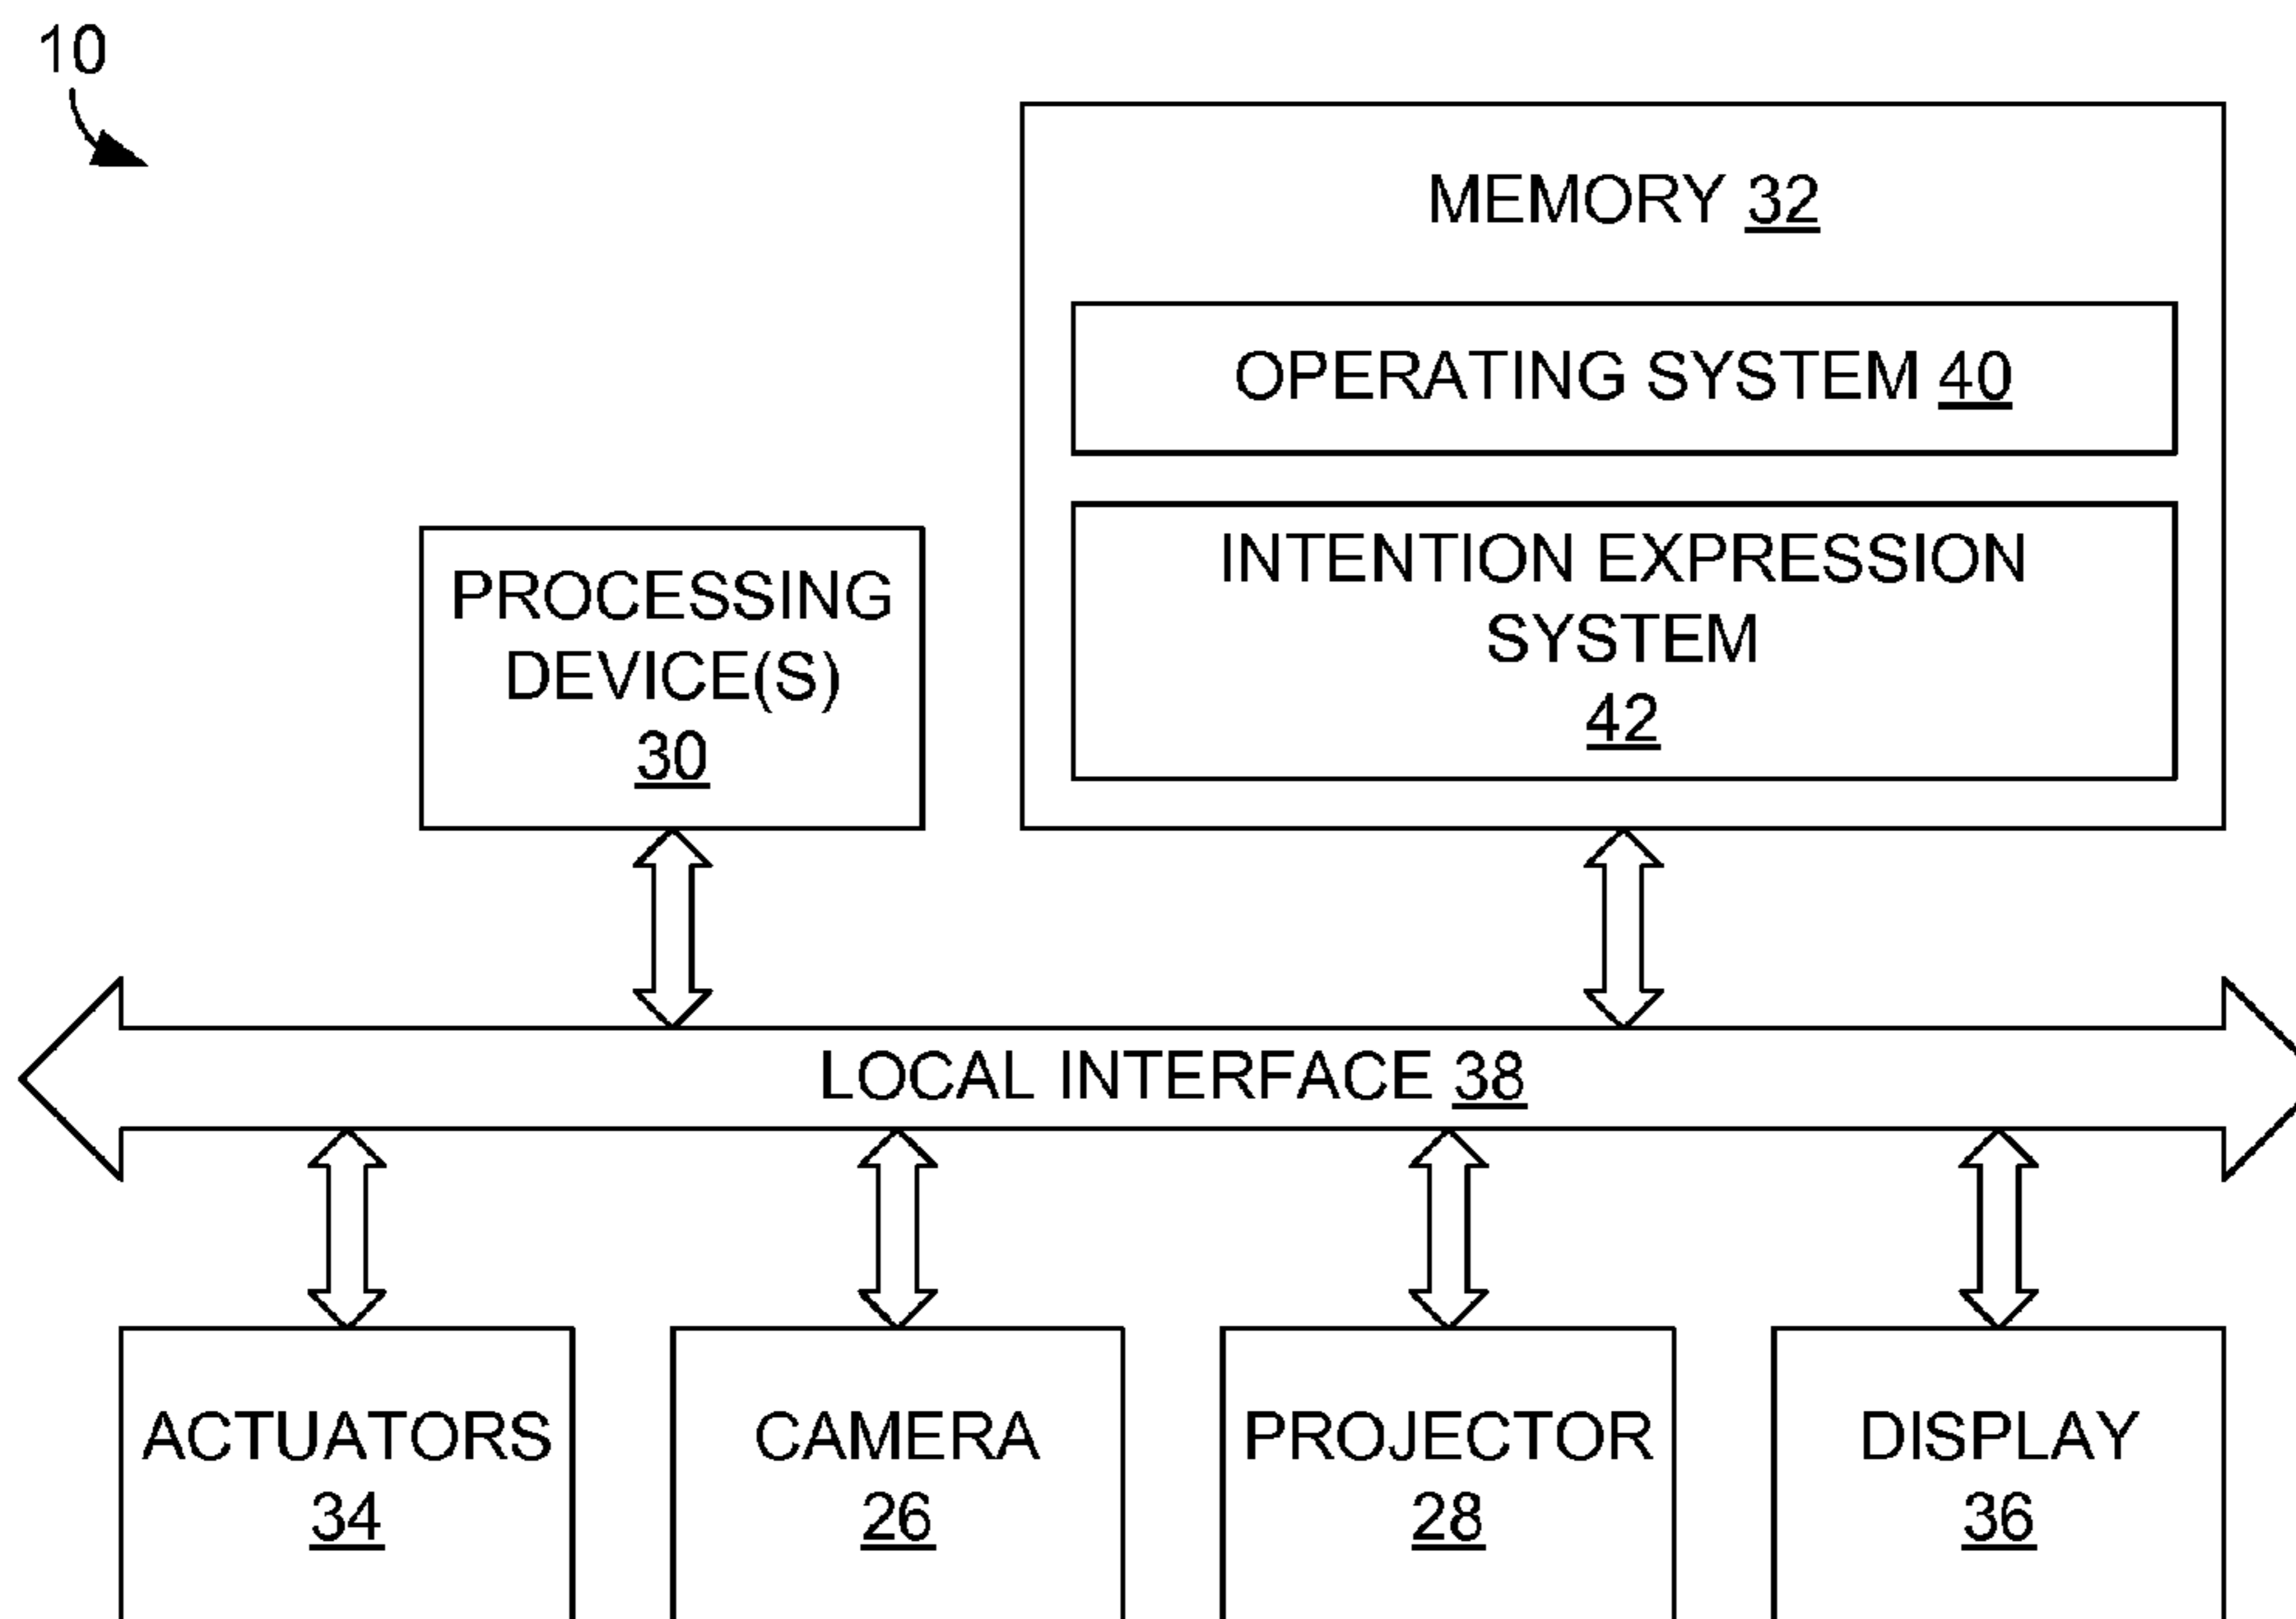 10
MEMORY 32
OPERATING SYSTEM 40
INTENTION EXPRESSION
SYSTEM
42
PROCESSING
DEVICE(S)
30
LOCAL INTERFACE 38
ACTUATORS
34
CAMERA
26
PROJECTOR
28
DISPLAY
36